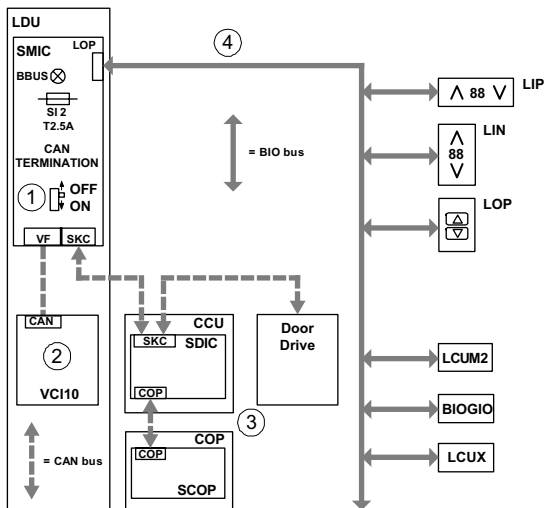 LDU
SMIC
LOP
BBUS
SI 2
T2.5A
CAN
TERMINATION
1
OFF
ON
VF
SKC
CAN
2
VCI10
= CAN bus
4
= BIO bus
CCU
SKC
SDIC
COP
3
COP
COP
SCOP
Door
Drive
88
LIP
LIN
88
LOP
LCUM2
BIOGIO
LCUX